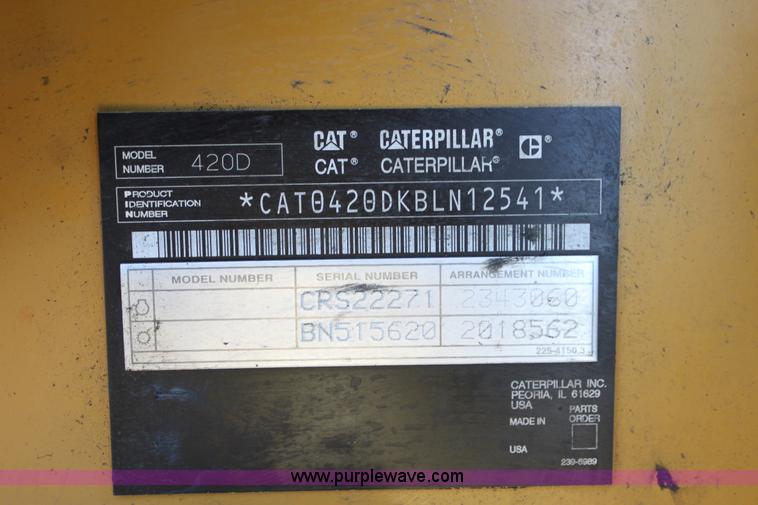 CAT® CATERPILLAR®
CAT® CATERPILLAR®
MODEL NUMBER 420D
PRODUCT IDENTIFICATION NUMBER *CAT0420DKBLN12541*
MODEL NUMBER SERIAL NUMBER ARRANGEMENT NUMBER
CRS22271 2343060
BN515620 2018562
225-4150 3
CATERPILLAR INC.
PEORIA, IL 61629
USA
PARTS ORDER
MADE IN
USA
239-6989
www.purplewave.com